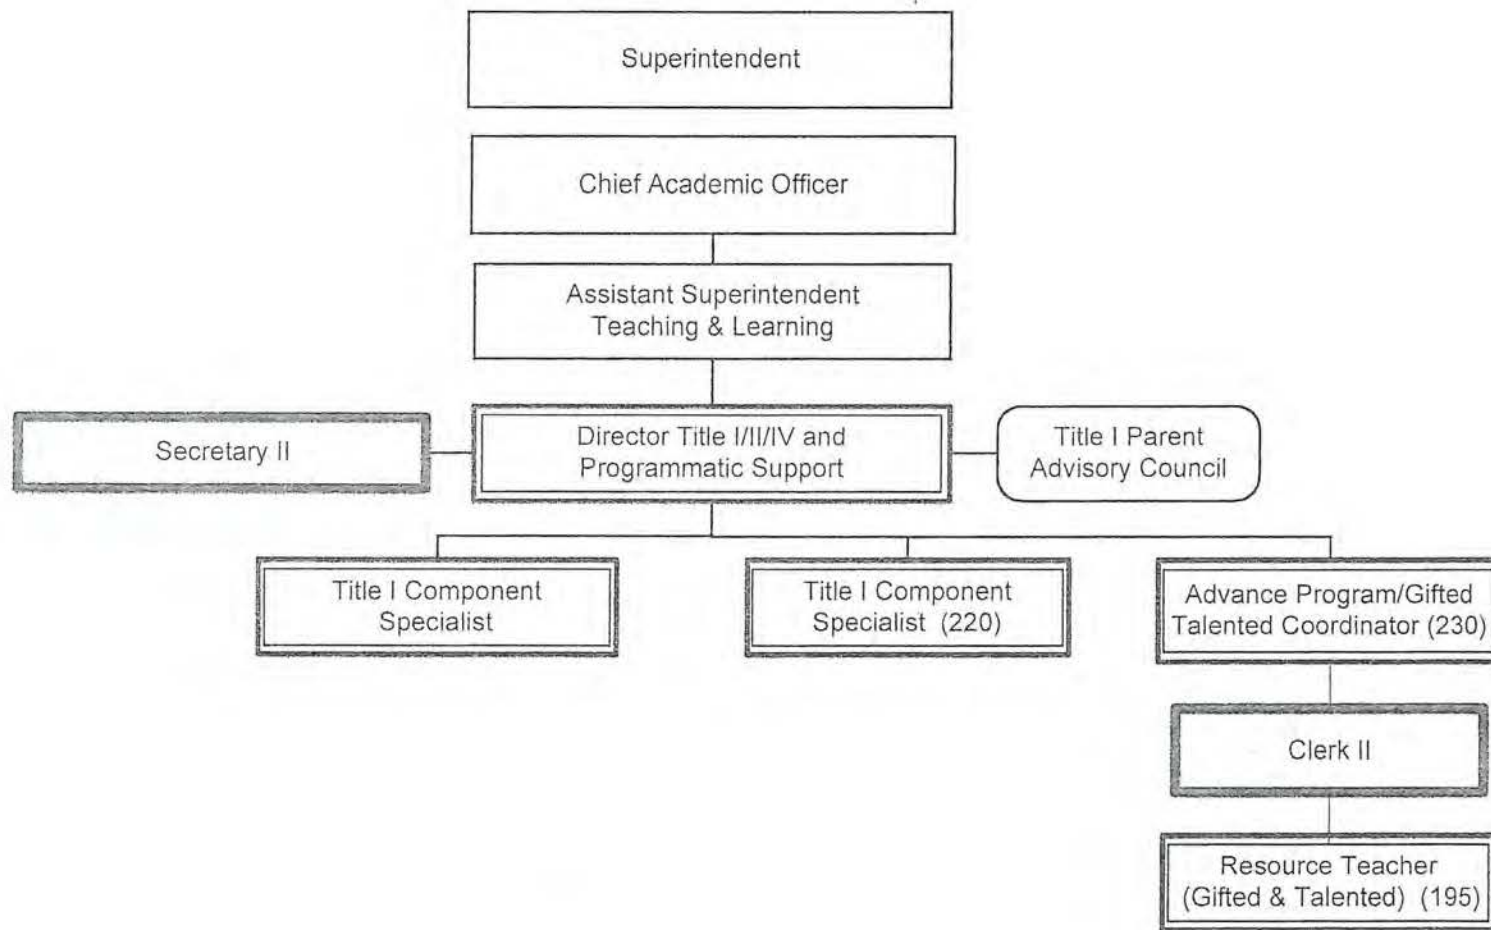 Superintendent
Chief Academic Officer
Assistant Superintendent
Teaching & Learning
Secretary II
Director Title I/II/IV and
Programmatic Support
Title I Parent
Advisory Council
Title I Component
Specialist
Title I Component
Specialist (220)
Advance Program/Gifted
Talented Coordinator (230)
Clerk II
Resource Teacher
(Gifted & Talented) (195)